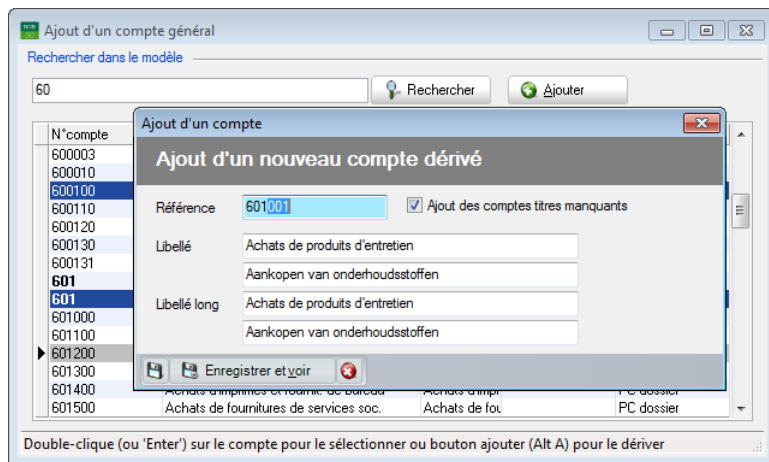 Ajout d'un compte général
Rechercher dans le modèle
60
Rechercher
Ajouter
N°compte
600003
600010
600100
600110
600120
600130
600131
601
601
601000
601100
601200
601300
601400
601500 Achats de fournitures de services soc. Achats de fou PC dossier
Ajout d'un compte
Ajout d'un nouveau compte dérivé
Référence 601001 Ajout des comptes titres manquants
Libellé Achats de produits d'entretien
Aankopen van onderhoudsstoffen
Libellé long Achats de produits d'entretien
Aankopen van onderhoudsstoffen
Enregistrer et voir
Double-clique (ou 'Enter') sur le compte pour le sélectionner ou bouton ajouter (Alt A) pour le dériver